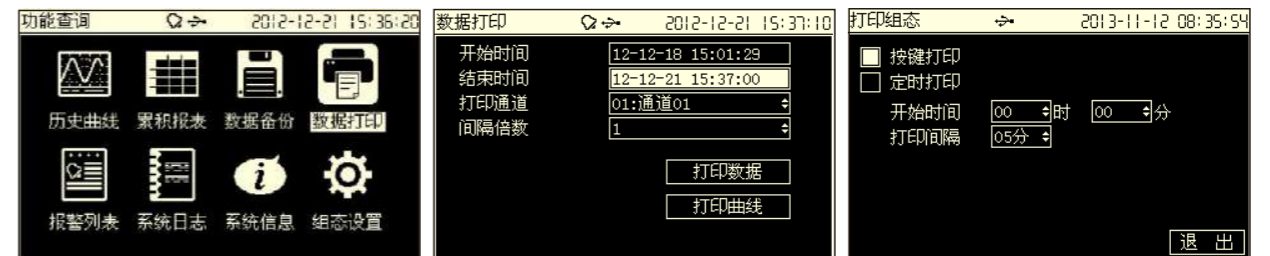 功能查询 2012-12-21 15:36:20
历史曲线 累积报表 数据备份 数据打印
报警列表 系统日志 系统信息 组态设置
数据打印 2012-12-21 15:37:10
开始时间 12-12-18 15:01:29
结束时间 12-12-21 15:37:00
打印通道 01:通道01
间隔倍数 1
打印数据
打印曲线
打印组态 2013-11-12 08:35:54
按键打印
定时打印
开始时间 00 时 00 分
打印间隔 05分
退 出